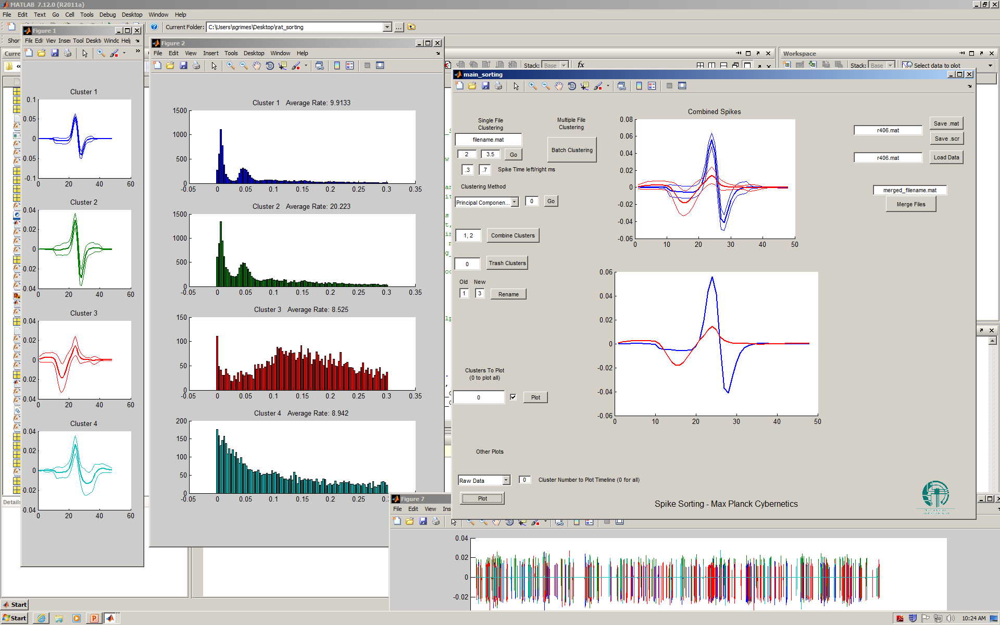 MATLAB 7.12.0 (R2011a)
File Edit Text Go Cell Tools Debug Desktop Window Help
Current Folder: C:\Users\sgrimes\Desktop\rat_sorting
Figure 1
File Edi View Inser Tool Deskt Windc Help
Cluster 1
0.1
0.05
0
-0.05
-0.1
0 20 40 60
Cluster 2
0.04
0.02
0
-0.02
-0.04
0 20 40 60
Cluster 3
0.04
0.02
0
-0.02
-0.04
0 20 40 60
Cluster 4
0.04
0.02
0
-0.02
-0.04
0 20 40 60
Details
Figure 2
File Edit View Insert Tools Desktop Window Help
Cluster 1 Average Rate: 9.9133
1500
1000
500
0
-0.05 0 0.05 0.1 0.15 0.2 0.25 0.3 0.35
Cluster 2 Average Rate: 20.223
1500
1000
500
0
-0.05 0 0.05 0.1 0.15 0.2 0.25 0.3 0.35
Cluster 3 Average Rate: 8.525
150
100
50
0
-0.05 0 0.05 0.1 0.15 0.2 0.25 0.3 0.35
Cluster 4 Average Rate: 8.942
200
150
100
50
0
-0.05 0 0.05 0.1 0.15 0.2 0.25
Stack: Base fx
Workspace
Stack: Base Select data to plot
main_sorting
Single File
Clustering
filename.mat
2 3.5 Go
.3 .7 Spike Time left/right ms
Multiple File
Clustering
Batch Clustering
Clustering Method
Principal Componen... 0 Go
1, 2 Combine Clusters
0 Trash Clusters
Old New
1 3 Rename
Clusters To Plot
(0 to plot all)
0 Plot
Other Plots
Raw Data 0 Cluster Number to Plot Timeline (0 for all)
Plot
Combined Spikes
0.08
0.06
0.04
0.02
0
-0.02
-0.04
-0.06
0 10 20 30 40 50
0.06
0.04
0.02
0
-0.02
-0.04
-0.06
0 10 20 30 40 50
r406.mat Save .mat
Save .scr
r406.mat Load Data
merged_filename.mat
Merge Files
Spike Sorting - Max Planck Cybernetics
Figure 7
File Edit View Ins
0.04
0.02
0
-0.02
Start
Start
10:24 AM